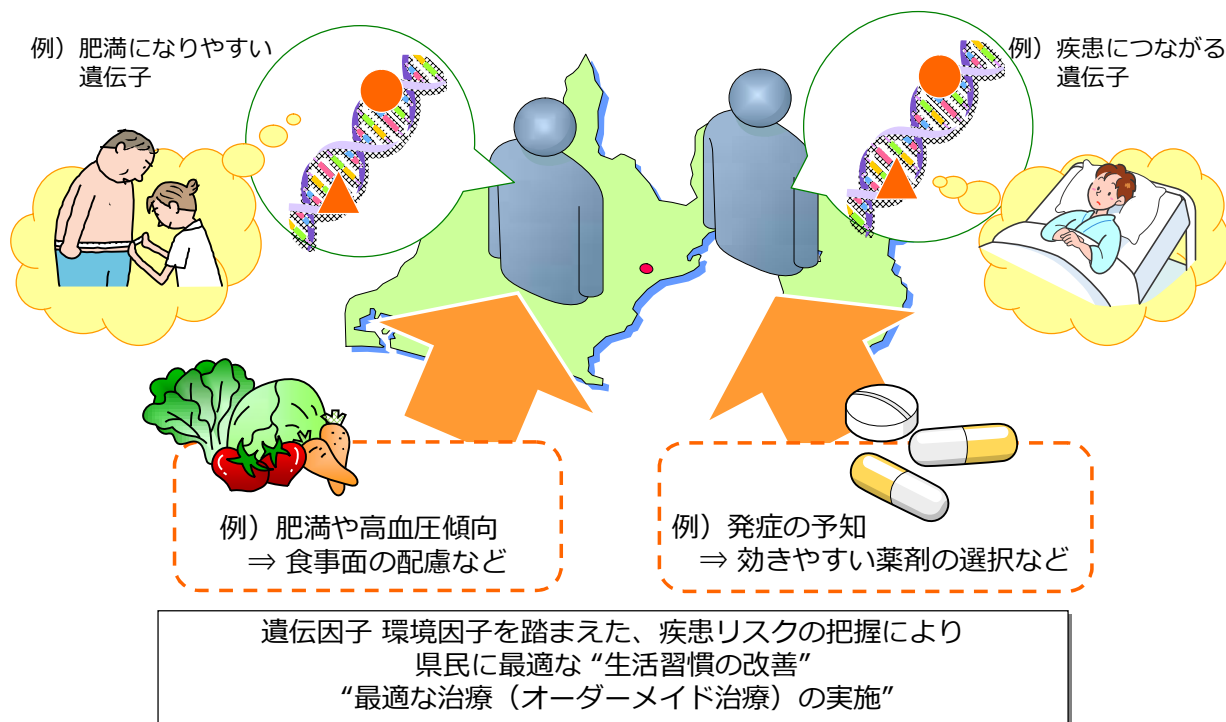 例）肥満になりやすい
遺伝子
例）疾患につながる
遺伝子
例）肥満や高血圧傾向
⇒ 食事面の配慮など
例）発症の予知
⇒ 効きやすい薬剤の選択など
遺伝因子 環境因子を踏まえた、疾患リスクの把握により
県民に最適な “生活習慣の改善”
“最適な治療（オーダーメイド治療）の実施”